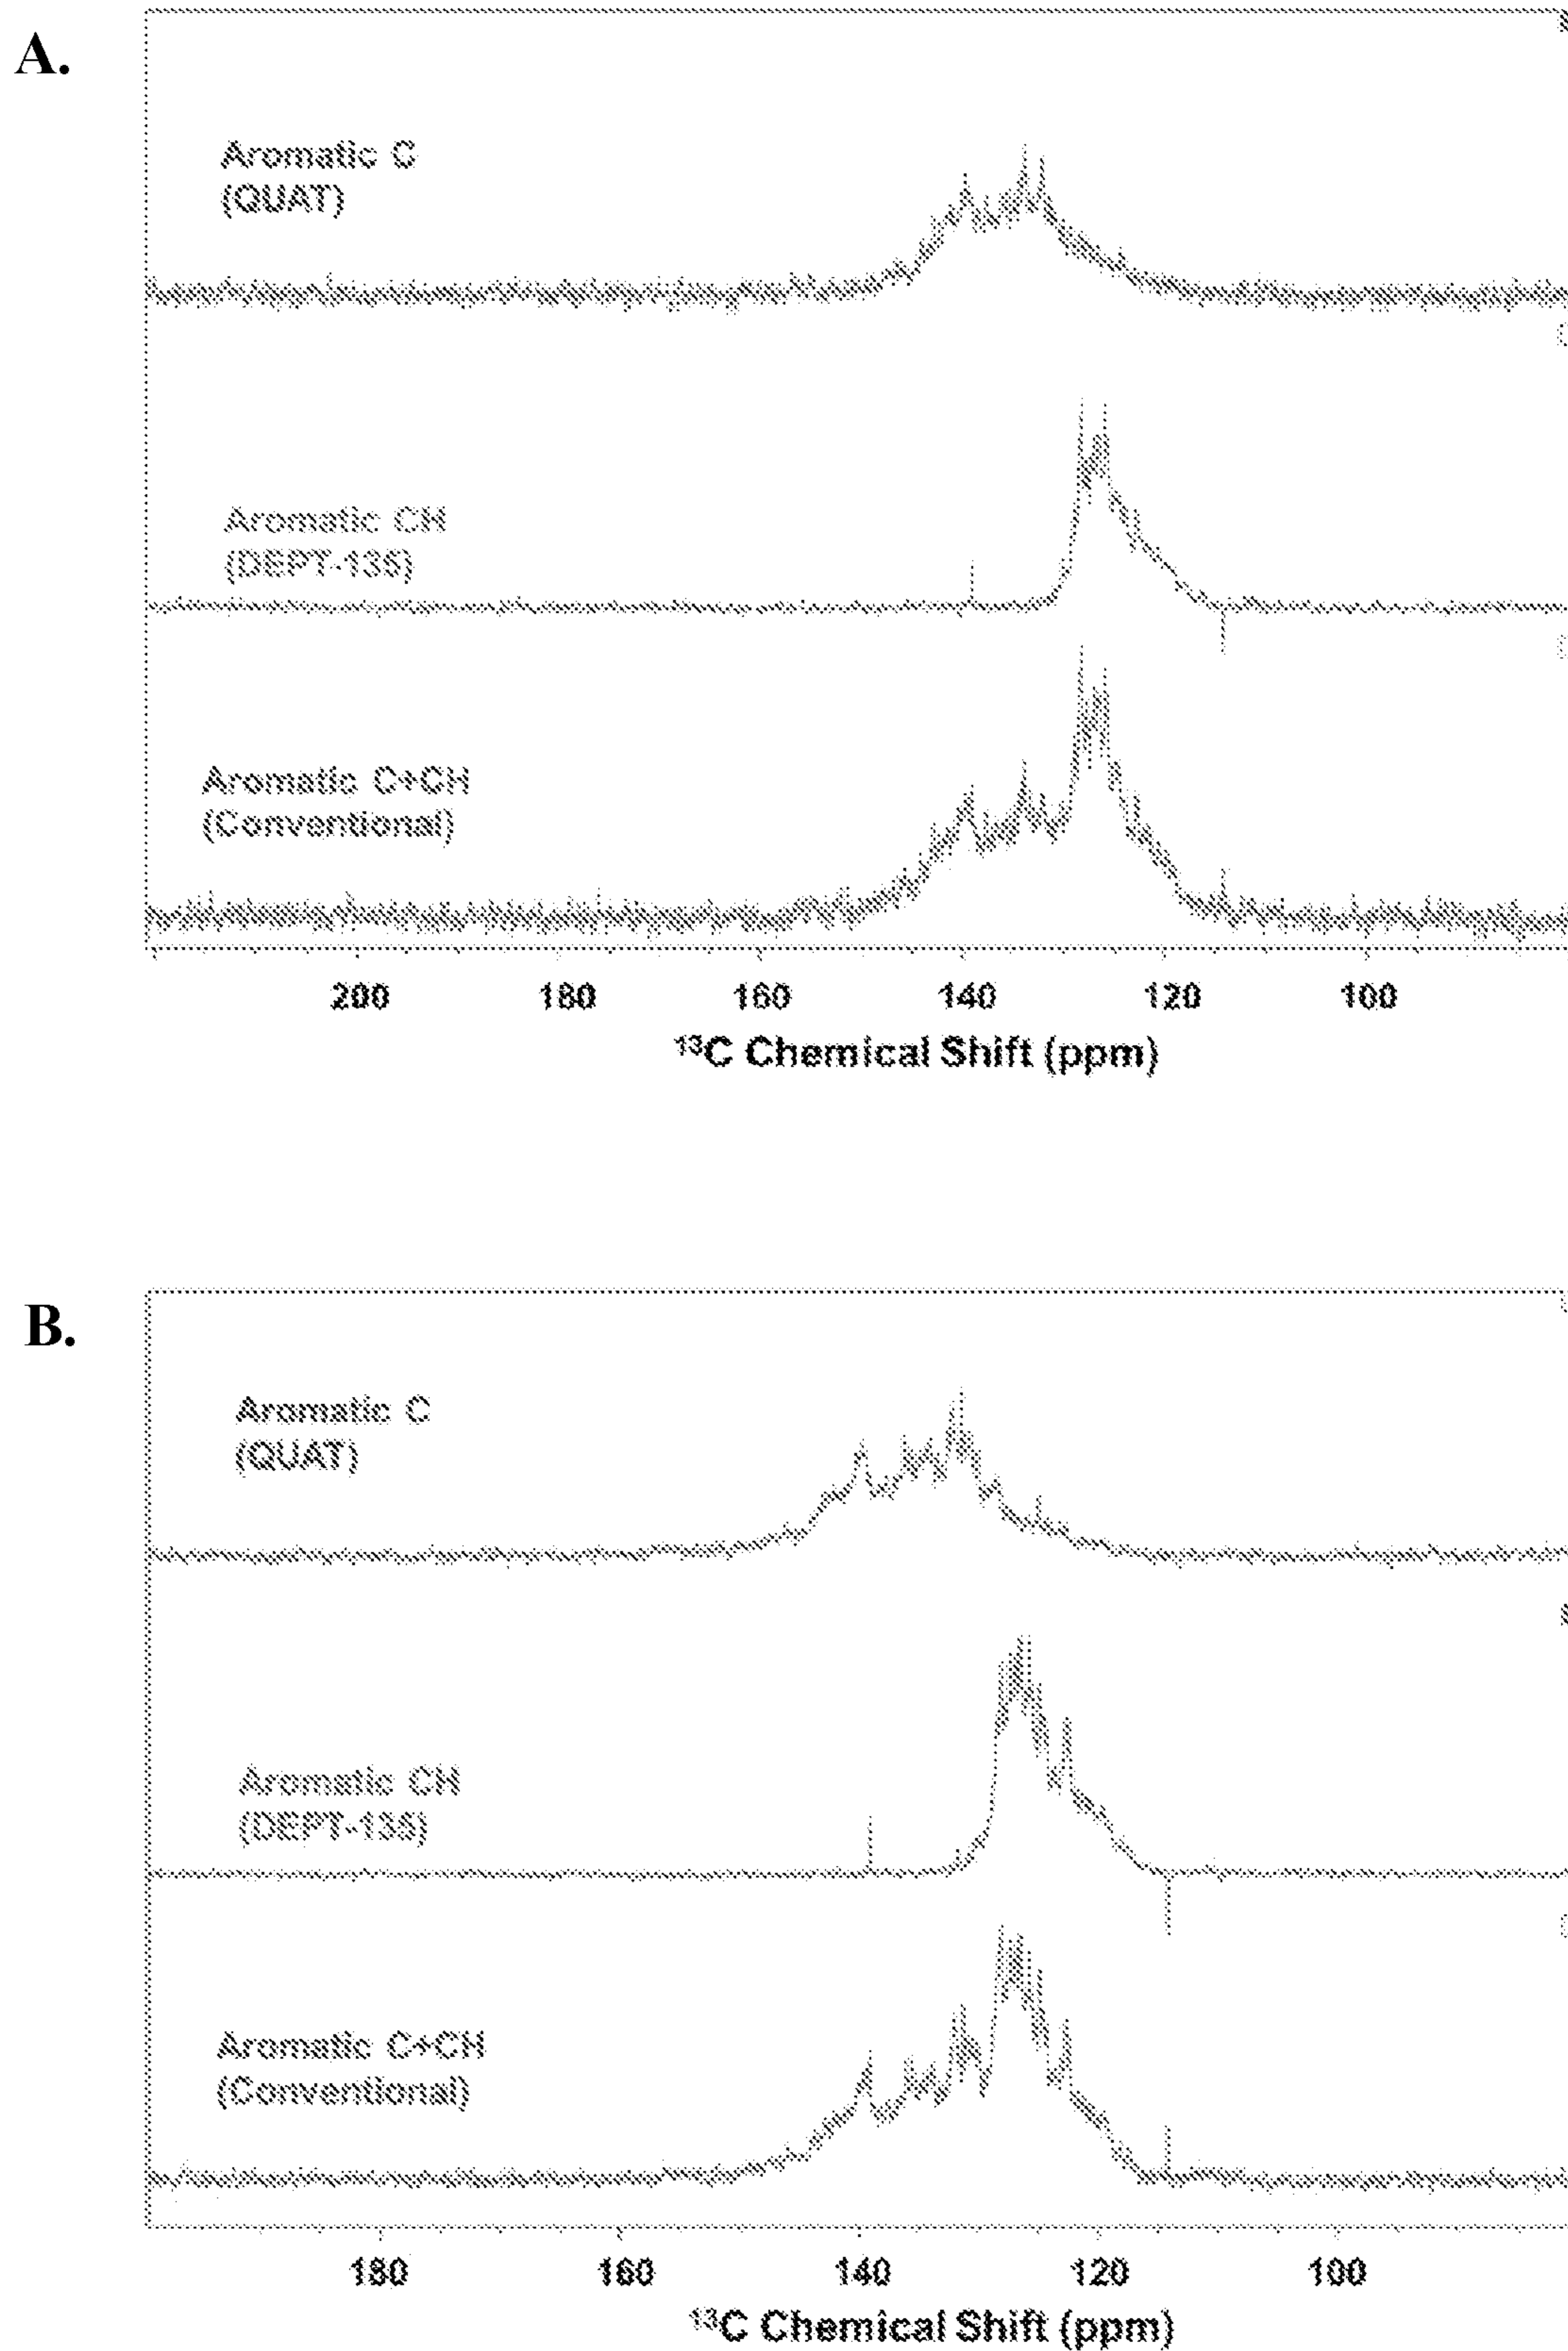 A.
Aromatic C
(QUAT)
Aromatic CH
(DEPT-135)
Aromatic C+CH
(Conventional)
200 180 160 140 120 100
¹³C Chemical Shift (ppm)
B.
Aromatic C
(QUAT)
Aromatic CH
(DEPT-135)
Aromatic C+CH
(Conventional)
180 160 140 120 100
¹³C Chemical Shift (ppm)